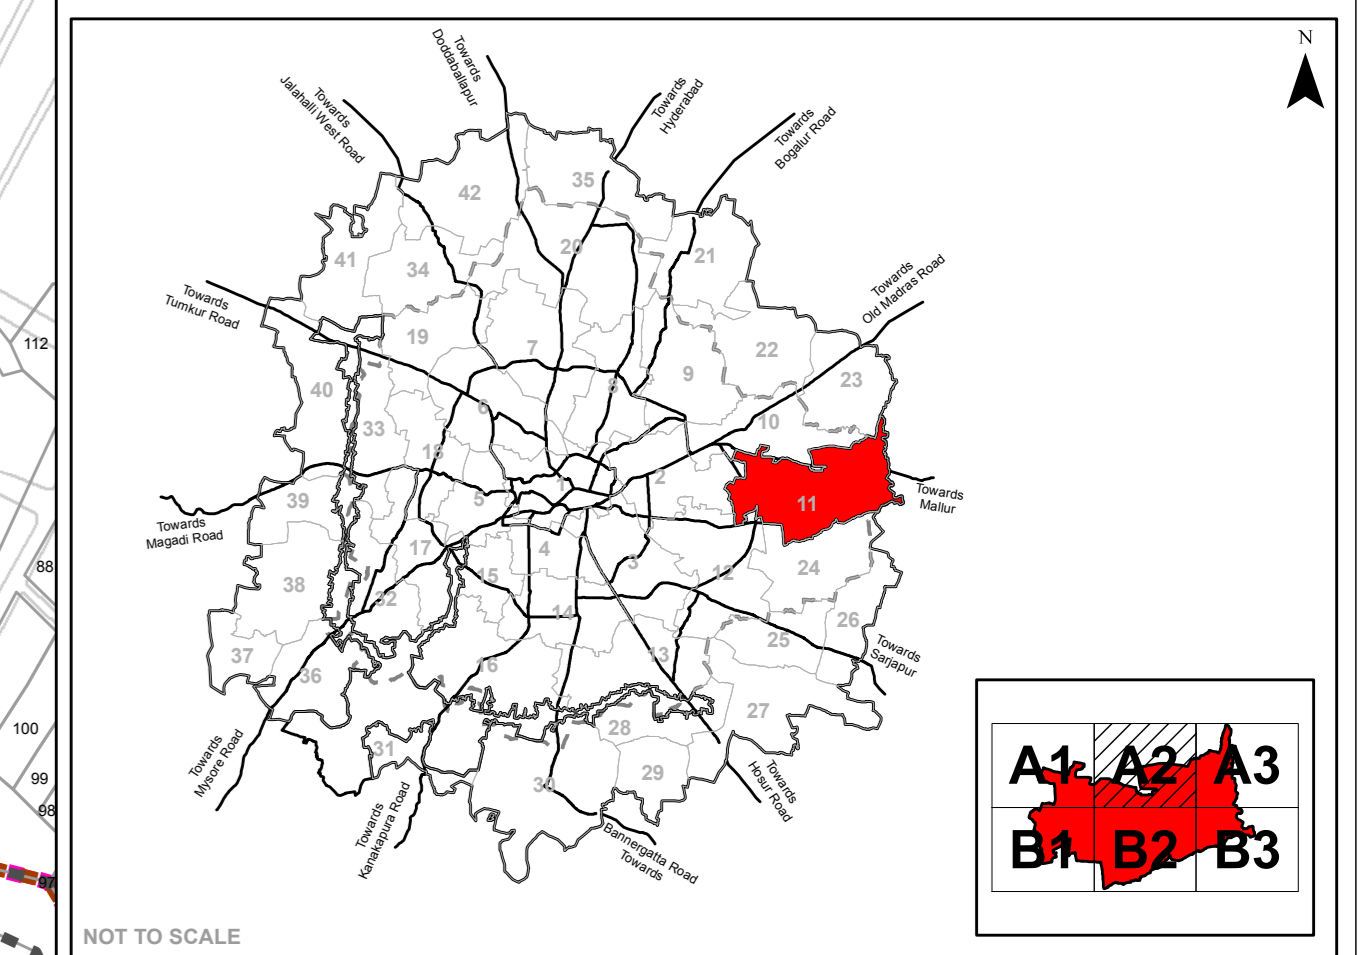 N
Towards
Doddaballapur
Towards
Hyderabad
Towards
Jalahalli West Road
Towards
Bogalur Road
42
35
20
21
41
34
Towards
Old Madras Road
Towards
Tumkur Road
112
19
7
22
9
23
40
8
6
10
33
18
2
1
5
11
39
Towards
Mallur
Towards
Magadi Road
17
4
3
88
15
12
24
38
32
14
26
25
13
Towards
Sarjapur
37
16
36
27
100
28
31
29
99
30
98
Towards
Mysore Road
Towards
Kanakapura Road
Towards
Hosur Road
Bannergatta Road
Towards
97
A1
A2
A3
B1
B2
B3
NOT TO SCALE